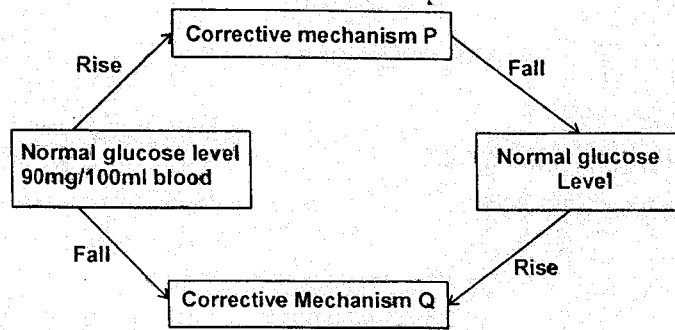 Corrective mechanism P
Rise
Fall
Normal glucose level
90mg/100ml blood
Normal glucose
Level
Fall
Rise
Corrective Mechanism Q